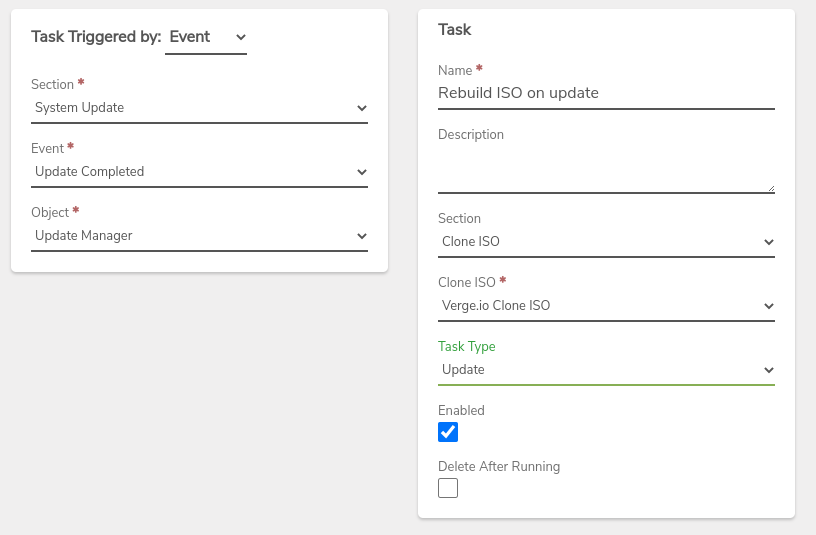 Task Triggered by: Event
Section *
System Update
Event *
Update Completed
Object *
Update Manager
Task
Name *
Rebuild ISO on update
Description
Section
Clone ISO
Clone ISO *
Verge.io Clone ISO
Task Type
Update
Enabled
Delete After Running